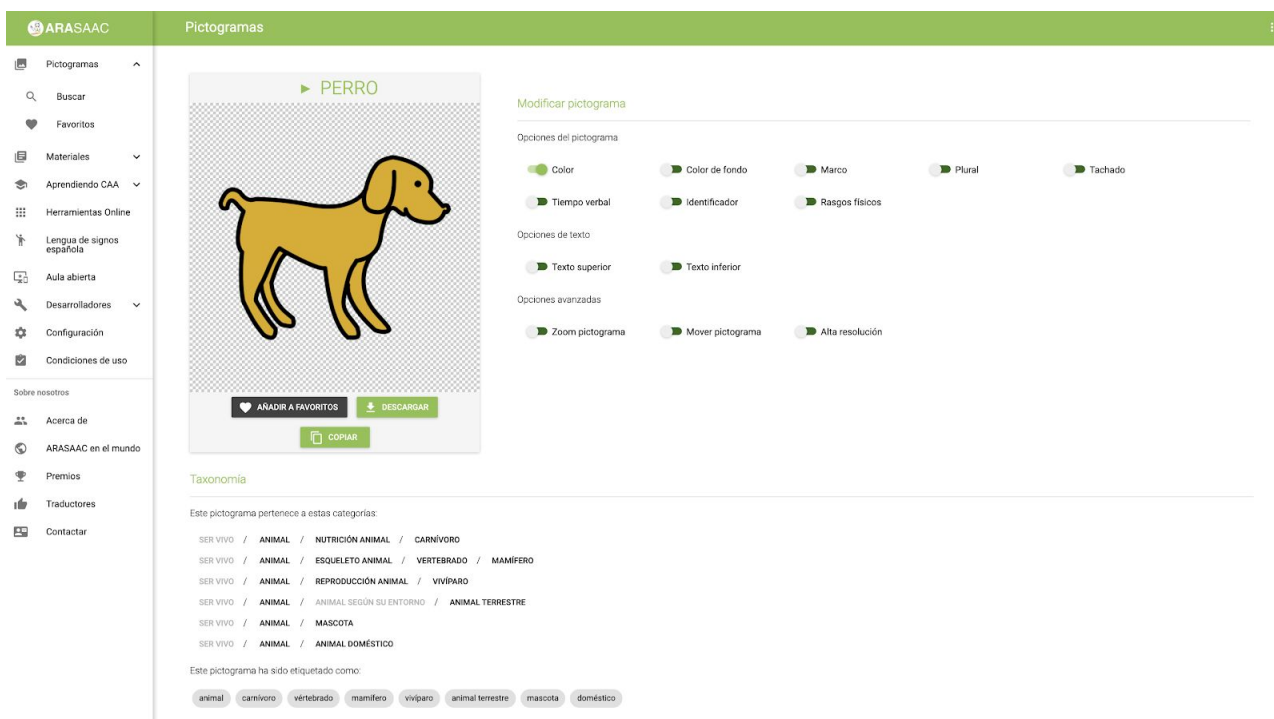 ARASAAC
Pictogramas
Pictogramas
Buscar
Favoritos
Materiales
Aprendiendo CAA
Herramientas Online
Lengua de signos
española
Aula abierta
Desarrolladores
Configuración
Condiciones de uso
Sobre nosotros
Acerca de
ARASAAC en el mundo
Premios
Traductores
Contactar
PERRO
AÑADIR A FAVORITOS
DESCARGAR
COPIAR
Modificar pictograma
Opciones del pictograma
Color Color de fondo Marco Plural Tachado
Tiempo verbal Identificador Rasgos físicos
Opciones de texto
Texto superior Texto inferior
Opciones avanzadas
Zoom pictograma Mover pictograma Alta resolución
Taxonomía
Este pictograma pertenece a estas categorías:
SER VIVO / ANIMAL / NUTRICIÓN ANIMAL / CARNÍVORO
SER VIVO / ANIMAL / ESQUELETO ANIMAL / VERTEBRADO / MAMÍFERO
SER VIVO / ANIMAL / REPRODUCCIÓN ANIMAL / VIVÍPARO
SER VIVO / ANIMAL / ANIMAL SEGÚN SU ENTORNO / ANIMAL TERRESTRE
SER VIVO / ANIMAL / MASCOTA
SER VIVO / ANIMAL / ANIMAL DOMÉSTICO
Este pictograma ha sido etiquetado como:
animal carnívoro vértebrado mamífero vivíparo animal terrestre mascota doméstico